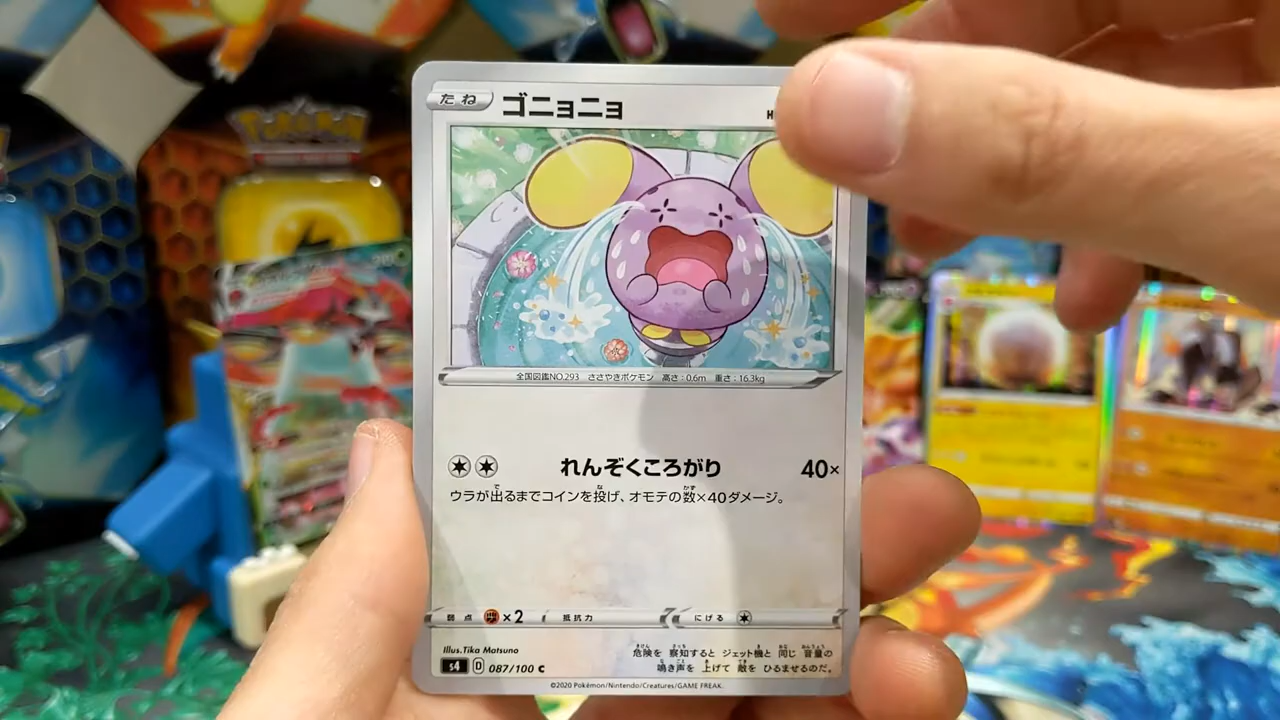 Pokémon
たね ゴニョニョ H
全国図鑑NO.293 ささやきポケモン 高さ:0.6m 重さ:16.3kg
れんぞくころがり 40×
ウラが出るまでコインを投げ、オモテの数×40ダメージ。
弱点 ×2 抵抗力 にげる
Illus.Tika Matsuno
危険を 察知すると ジェット機と 同じ 音量の
鳴き声を 上げて 敵を ひるませるのだ。
s4 D 087/100 C
©2020 Pokémon/Nintendo/Creatures/GAME FREAK.